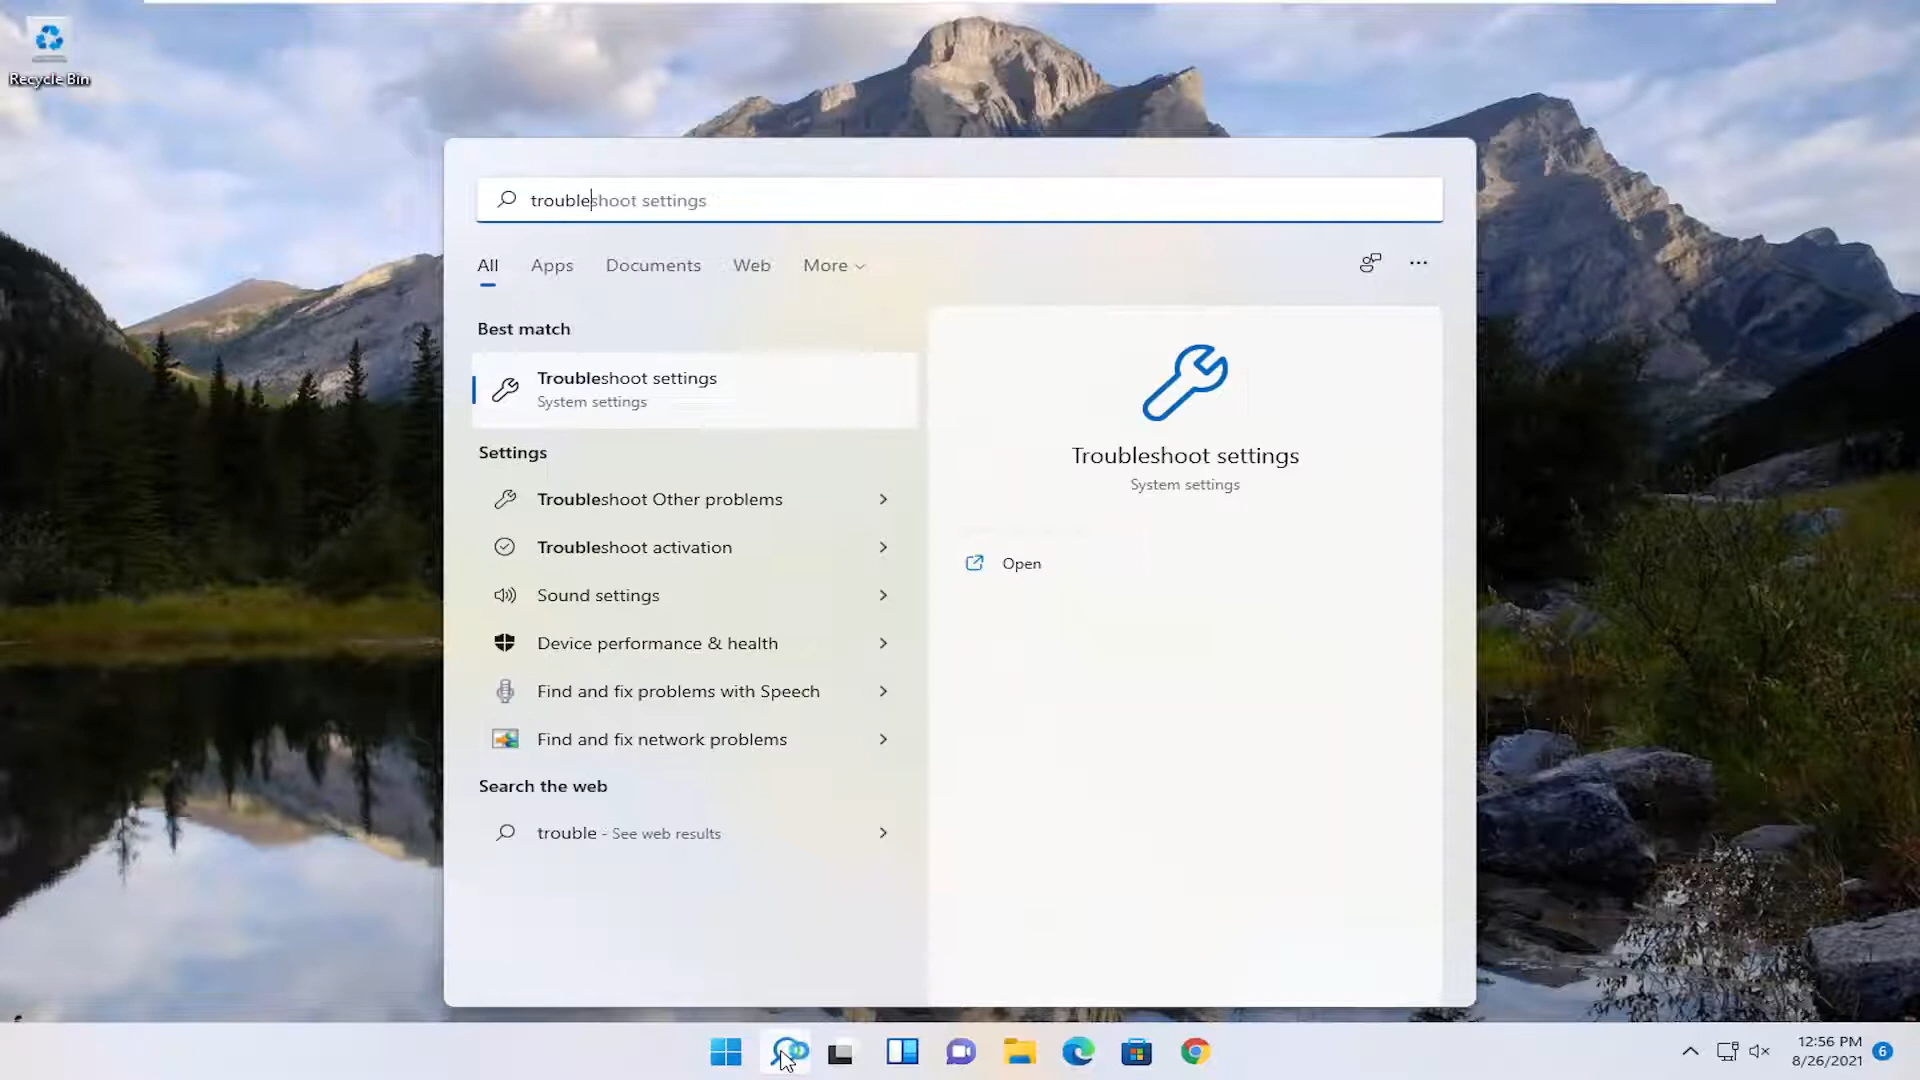 Recycle Bin
troubleshoot settings
All Apps Documents Web More
Best match
Troubleshoot settings
System settings
Settings
Troubleshoot Other problems
Troubleshoot activation
Sound settings
Device performance & health
Find and fix problems with Speech
Find and fix network problems
Search the web
trouble - See web results
Troubleshoot settings
System settings
Open
12:56 PM
8/26/2021
6